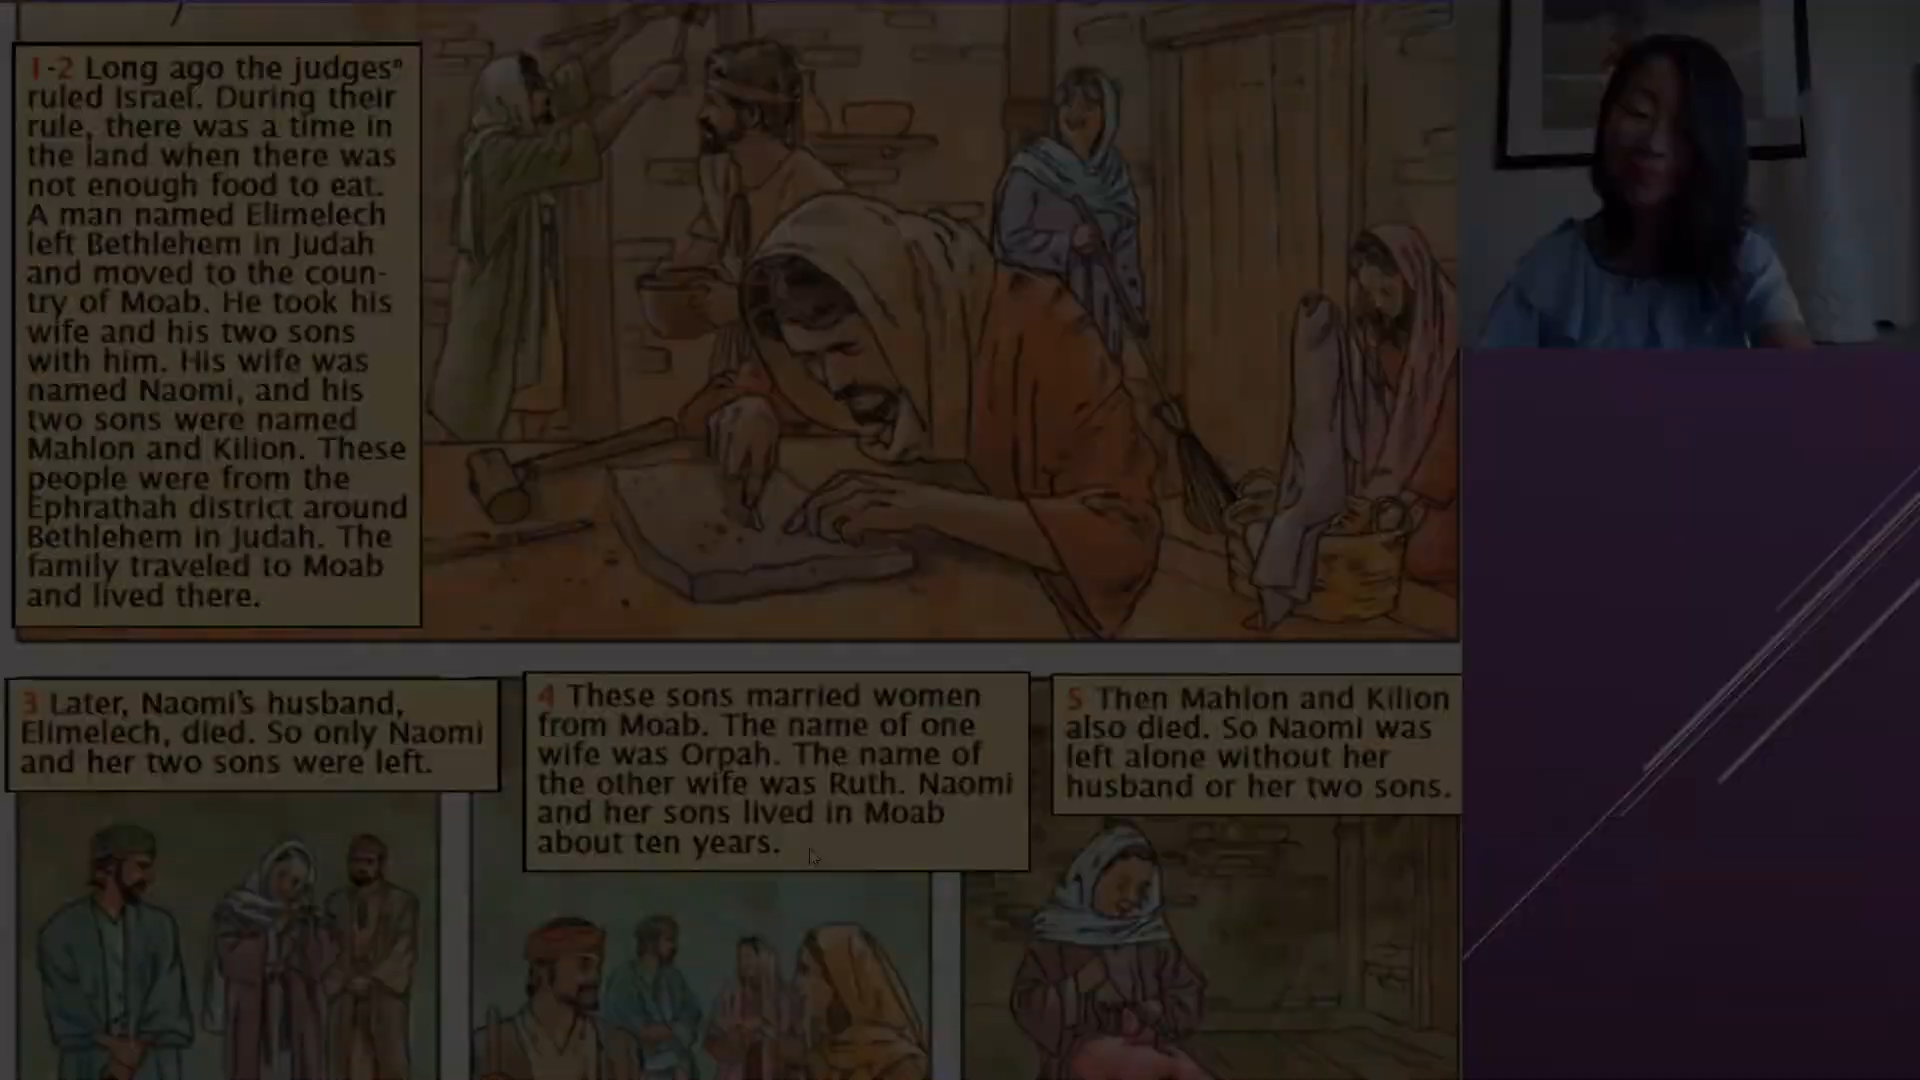 1-2 Long ago the judgesⁿ
ruled Israel. During their
rule, there was a time in
the land when there was
not enough food to eat.
A man named Elimelech
left Bethlehem in Judah
and moved to the coun-
try of Moab. He took his
wife and his two sons
with him. His wife was
named Naomi, and his
two sons were named
Mahlon and Kilion. These
people were from the
Ephrathah district around
Bethlehem in Judah. The
family traveled to Moab
and lived there.
3 Later, Naomi's husband,
Elimelech, died. So only Naomi
and her two sons were left.
4 These sons married women
from Moab. The name of one
wife was Orpah. The name of
the other wife was Ruth. Naomi
and her sons lived in Moab
about ten years.
5 Then Mahlon and Kilion
also died. So Naomi was
left alone without her
husband or her two sons.